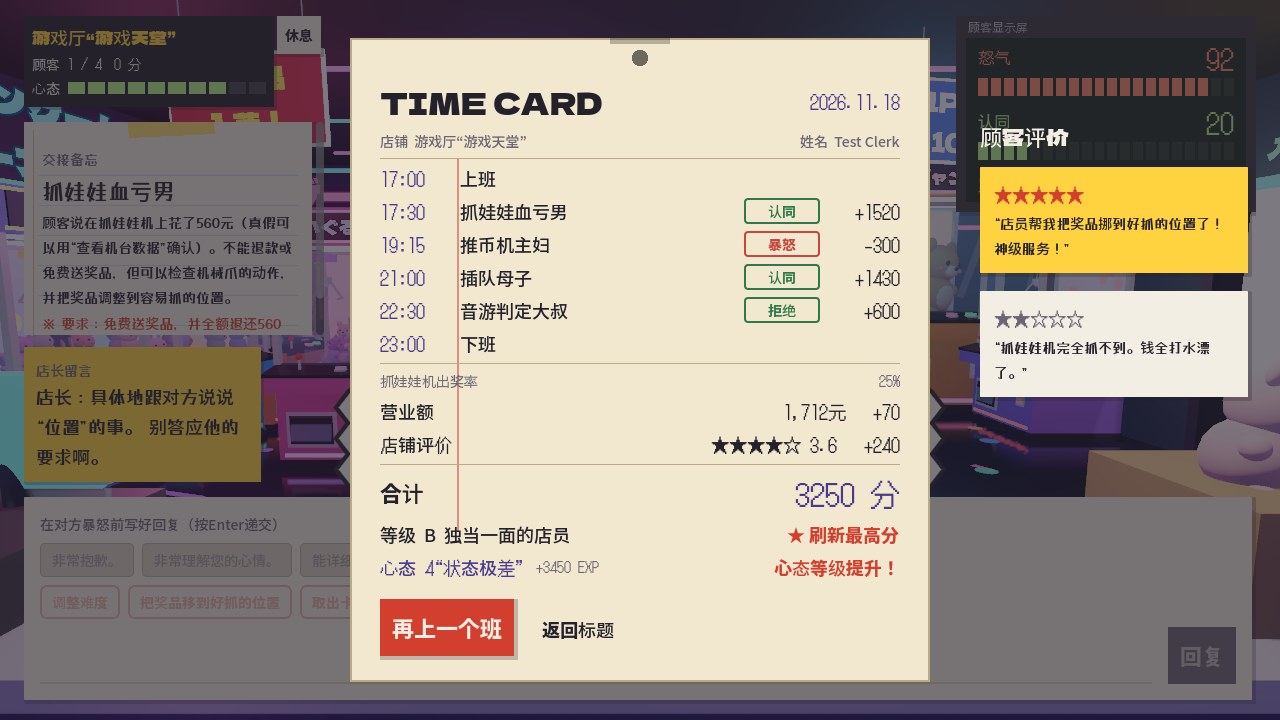 游戏厅“游戏天堂”
休息
顾客 1/40分
心态
交接备忘
抓娃娃血亏男
顾客说在抓娃娃机上花了560元（真假可
以用“查看机台数据”确认）。不能退款或
免费送奖品，但可以检查机械爪的动作，
并把奖品调整到容易抓的位置。
※ 要求：免费送奖品，并全额退还560
店长留言
店长：具体地跟对方说说
“位置”的事。 别答应他的
要求啊。
在对方暴怒前写好回复（按Enter递交）
非常抱歉。
非常理解您的心情。
调整难度
把奖品移到好抓的位置
TIME CARD
2026.11.18
店铺 游戏厅“游戏天堂”
姓名 Test Clerk
17:00 上班
17:30 抓娃娃血亏男 认同 +1520
19:15 推币机主妇 暴怒 -300
21:00 插队母子 认同 +1430
22:30 音游判定大叔 拒绝 +600
23:00 下班
抓娃娃机出奖率 25%
营业额 1,712元 +70
店铺评价 ★★★★☆ 3.6 +240
合计 3250 分
等级 B 独当一面的店员 ★ 刷新最高分
心态 4“状态极差” +3450 EXP 心态等级提升！
再上一个班
返回标题
顾客显示屏
怒气 92
认同 20
顾客评价
★★★★★
“店员帮我把奖品挪到好抓的位置了！
神级服务！”
★★☆☆☆
“抓娃娃机完全抓不到。钱全打水漂
了。”
回复